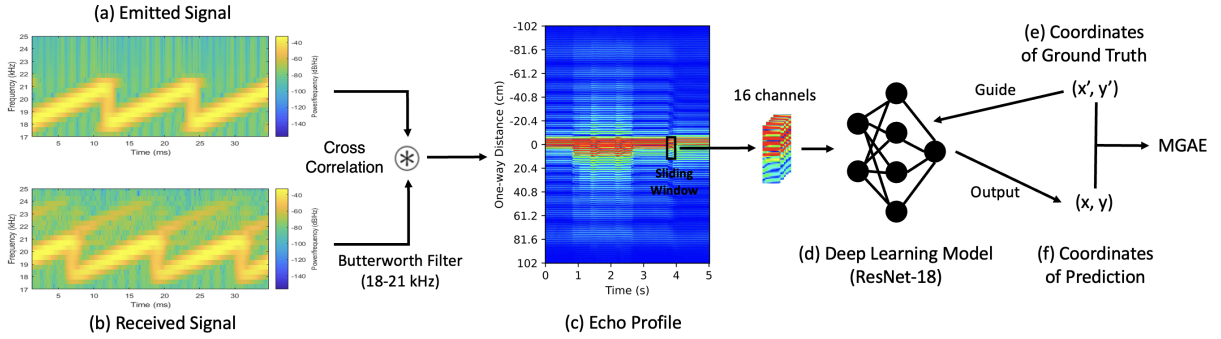 (a) Emitted Signal
25
24
23
22
21
20
19
18
17
Frequency (kHz)
5
10
15
20
25
30
Time (ms)
-40
-60
-80
-100
-120
-140
Power/frequency (dB/Hz)
25
24
23
22
21
20
19
18
17
Frequency (kHz)
5
10
15
20
25
30
Time (ms)
-40
-60
-80
-100
-120
-140
Power/frequency (dB/Hz)
(b) Received Signal
Cross
Correlation
Butterworth Filter
(18-21 kHz)
-102
-81.6
-61.2
-40.8
-20.4
0
20.4
40.8
61.2
81.6
102
One-way Distance (cm)
0
1
2
3
4
5
Time (s)
Sliding
Window
(c) Echo Profile
16 channels
(d) Deep Learning Model
(ResNet-18)
Guide
Output
(e) Coordinates
of Ground Truth
(x’, y’)
MGAE
(x, y)
(f) Coordinates
of Prediction